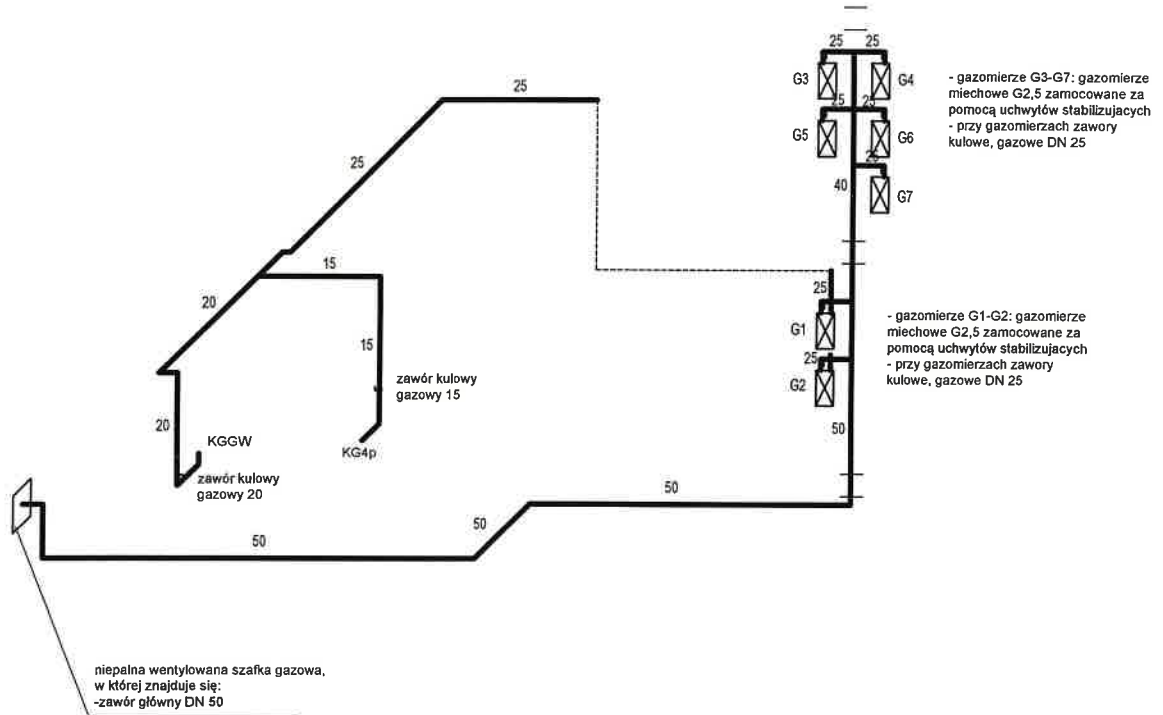 25 25
G3 G4
25 25
G5 G6
25
G7
40
- gazomierze G3-G7: gazomierze
miechowe G2,5 zamocowane za
pomocą uchwytów stabilizujacych
- przy gazomierzach zawory
kulowe, gazowe DN 25
25
25
15
20
15
zawór kulowy
gazowy 15
20
KGGW
KG4p
zawór kulowy
gazowy 20
25
G1
25
G2
50
- gazomierze G1-G2: gazomierze
miechowe G2,5 zamocowane za
pomocą uchwytów stabilizujacych
- przy gazomierzach zawory
kulowe, gazowe DN 25
50
50
50
niepalna wentylowana szafka gazowa,
w której znajduje się:
-zawór główny DN 50